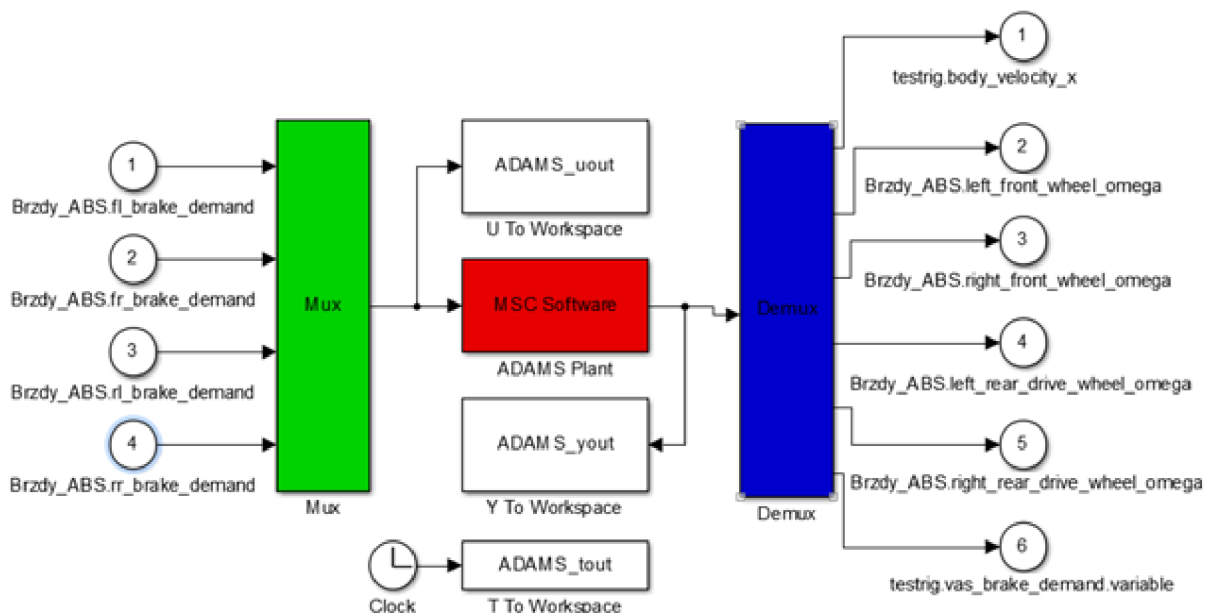 1
testrig.body_velocity_x
1
Brzdy_ABS.fl_brake_demand
ADAMS_uout
U To Workspace
2
Brzdy_ABS.left_front_wheel_omega
2
Brzdy_ABS.fr_brake_demand
3
Brzdy_ABS.right_front_wheel_omega
Mux
MSC Software
ADAMS Plant
Demux
3
Brzdy_ABS.rl_brake_demand
4
Brzdy_ABS.left_rear_drive_wheel_omega
4
Brzdy_ABS.rr_brake_demand
ADAMS_yout
Y To Workspace
5
Brzdy_ABS.right_rear_drive_wheel_omega
Mux
Demux
Clock
ADAMS_tout
T To Workspace
6
testrig.vas_brake_demand.variable